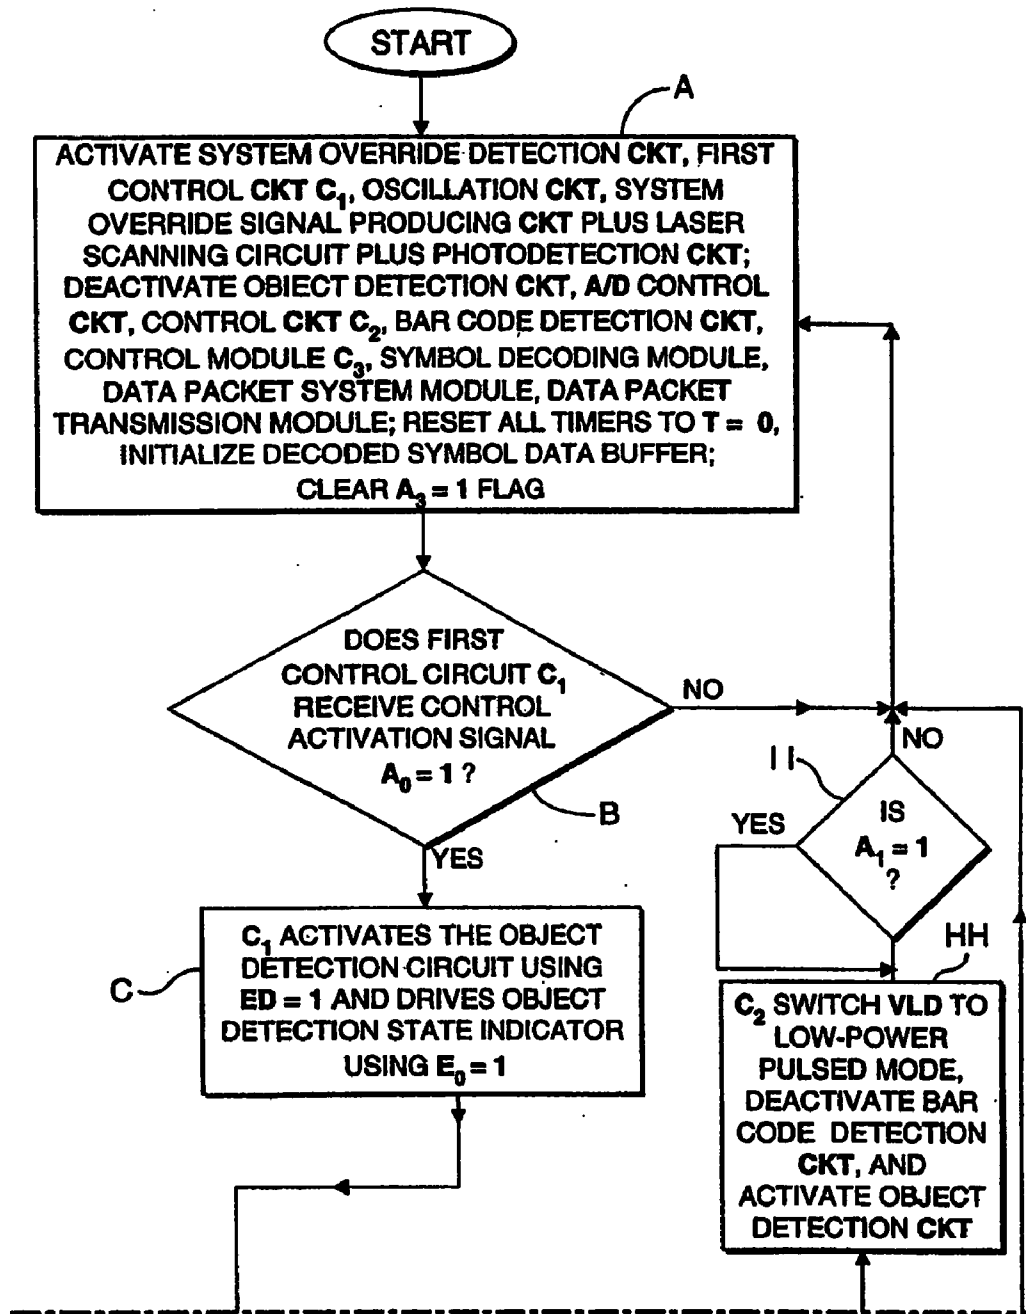 START
A
ACTIVATE SYSTEM OVERRIDE DETECTION CKT, FIRST
CONTROL CKT C₁, OSCILLATION CKT, SYSTEM
OVERRIDE SIGNAL PRODUCING CKT PLUS LASER
SCANNING CIRCUIT PLUS PHOTODETECTION CKT;
DEACTIVATE OBIECT DETECTION CKT, A/D CONTROL
CKT, CONTROL CKT C₂, BAR CODE DETECTION CKT,
CONTROL MODULE C₃, SYMBOL DECODING MODULE,
DATA PACKET SYSTEM MODULE, DATA PACKET
TRANSMISSION MODULE; RESET ALL TIMERS TO T = 0,
INITIALIZE DECODED SYMBOL DATA BUFFER;
CLEAR A₃ = 1 FLAG
DOES FIRST
CONTROL CIRCUIT C₁
RECEIVE CONTROL
ACTIVATION SIGNAL
A₀ = 1 ?
NO
B
YES
C₁ ACTIVATES THE OBJECT
DETECTION CIRCUIT USING
ED = 1 AND DRIVES OBJECT
DETECTION STATE INDICATOR
USING E₀ = 1
C
NO
II
IS
A₁ = 1
?
YES
HH
C₂ SWITCH VLD TO
LOW-POWER
PULSED MODE,
DEACTIVATE BAR
CODE DETECTION
CKT, AND
ACTIVATE OBJECT
DETECTION CKT